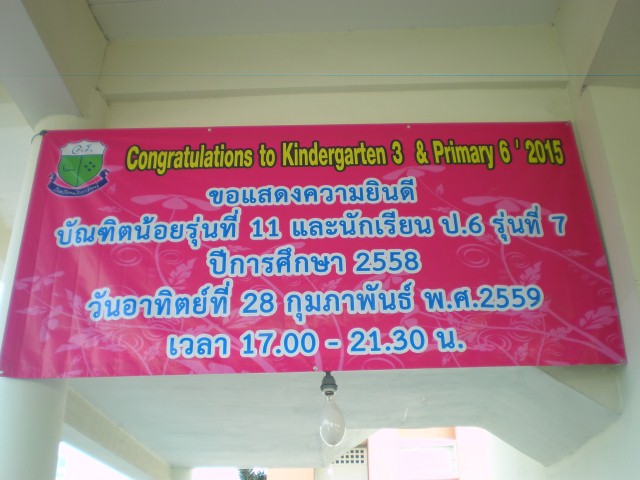 Congratulations to Kindergarten 3 & Primary 6 ' 2015
ขอแสดงความยินดี
บัณฑิตน้อยรุ่นที่ 11 และนักเรียน ป.6 รุ่นที่ 7
ปีการศึกษา 2558
วันอาทิตย์ที่ 28 กุมภาพันธ์ พ.ศ.2559
เวลา 17.00 - 21.30 น.